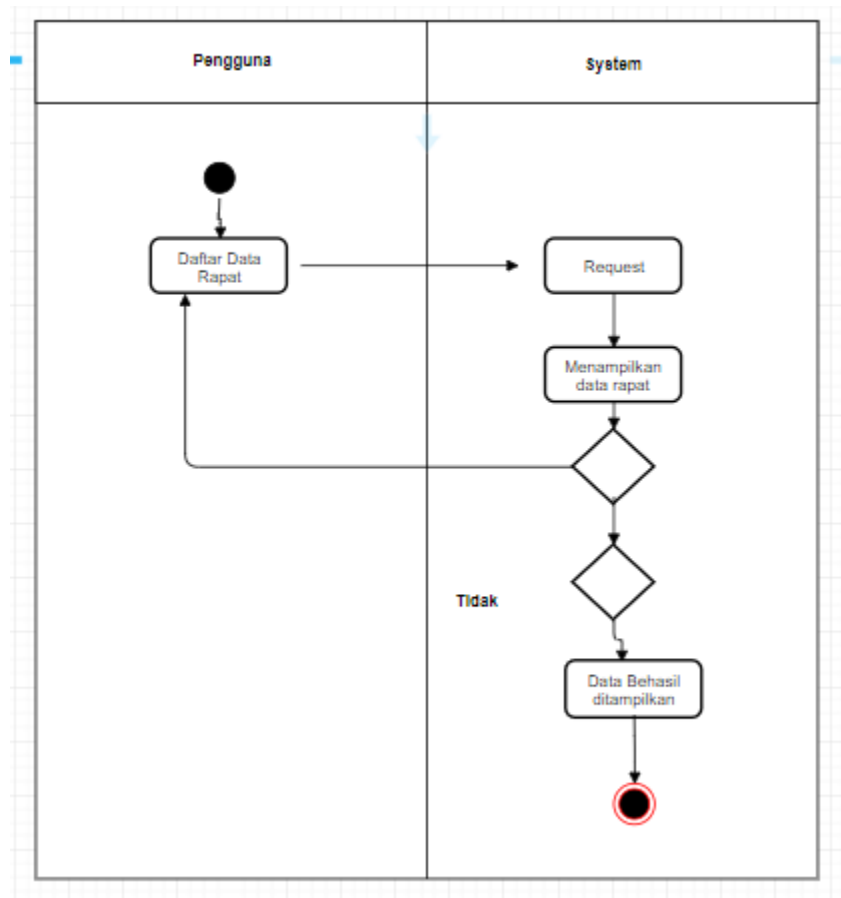 Pengguna
System
Daftar Data
Rapat
Request
Menampilkan
data rapat
Tidak
Data Behasil
ditampilkan